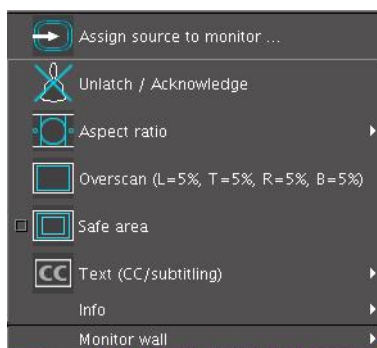 Assign source to monitor ...
Unlatch / Acknowledge
Aspect ratio
Overscan (L=5%, T=5%, R=5%, B=5%)
Safe area
CC Text (CC/subtitling)
Info
Monitor wall